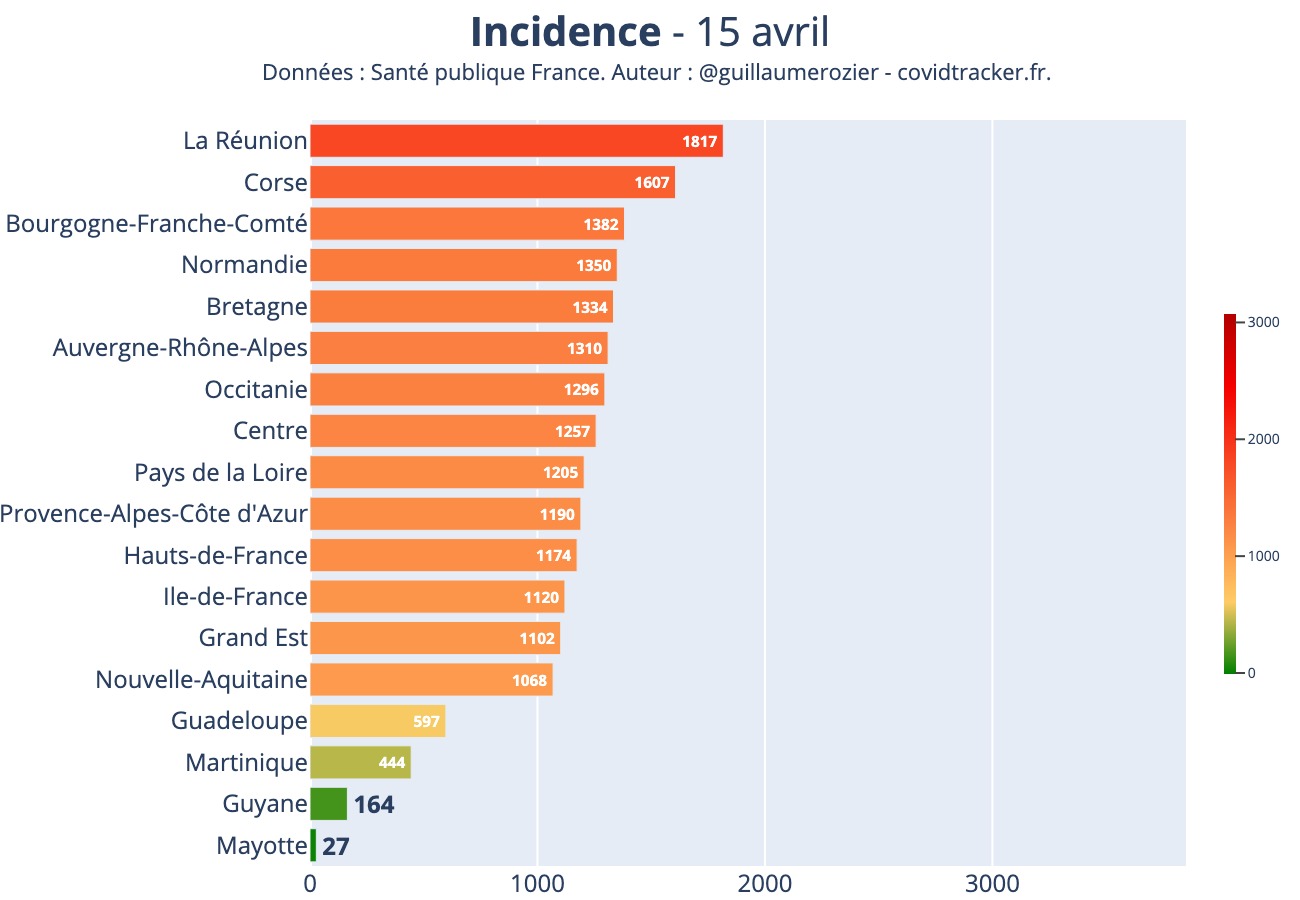 Incidence - 15 avril
Données : Santé publique France. Auteur : @guillaumerozier - covidtracker.fr.
La Réunion 1817
Corse 1607
Bourgogne-Franche-Comté 1382
Normandie 1350
Bretagne 1334
Auvergne-Rhône-Alpes 1310
Occitanie 1296
Centre 1257
Pays de la Loire 1205
Provence-Alpes-Côte d'Azur 1190
Hauts-de-France 1174
Ile-de-France 1120
Grand Est 1102
Nouvelle-Aquitaine 1068
Guadeloupe 597
Martinique 444
Guyane 164
Mayotte 27
0 1000 2000 3000
3000
2000
1000
0